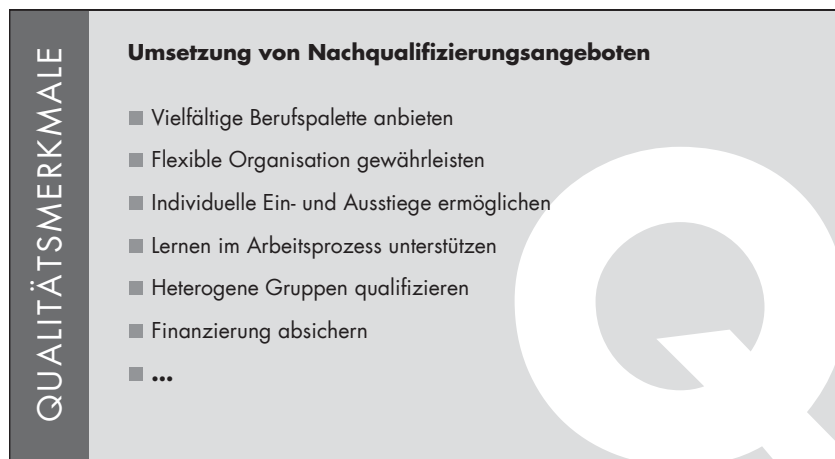 QUALITÄTSMERKMALE
Umsetzung von Nachqualifizierungsangeboten
Vielfältige Berufspalette anbieten
Flexible Organisation gewährleisten
Individuelle Ein- und Ausstiege ermöglichen
Lernen im Arbeitsprozess unterstützen
Heterogene Gruppen qualifizieren
Finanzierung absichern
...
Q